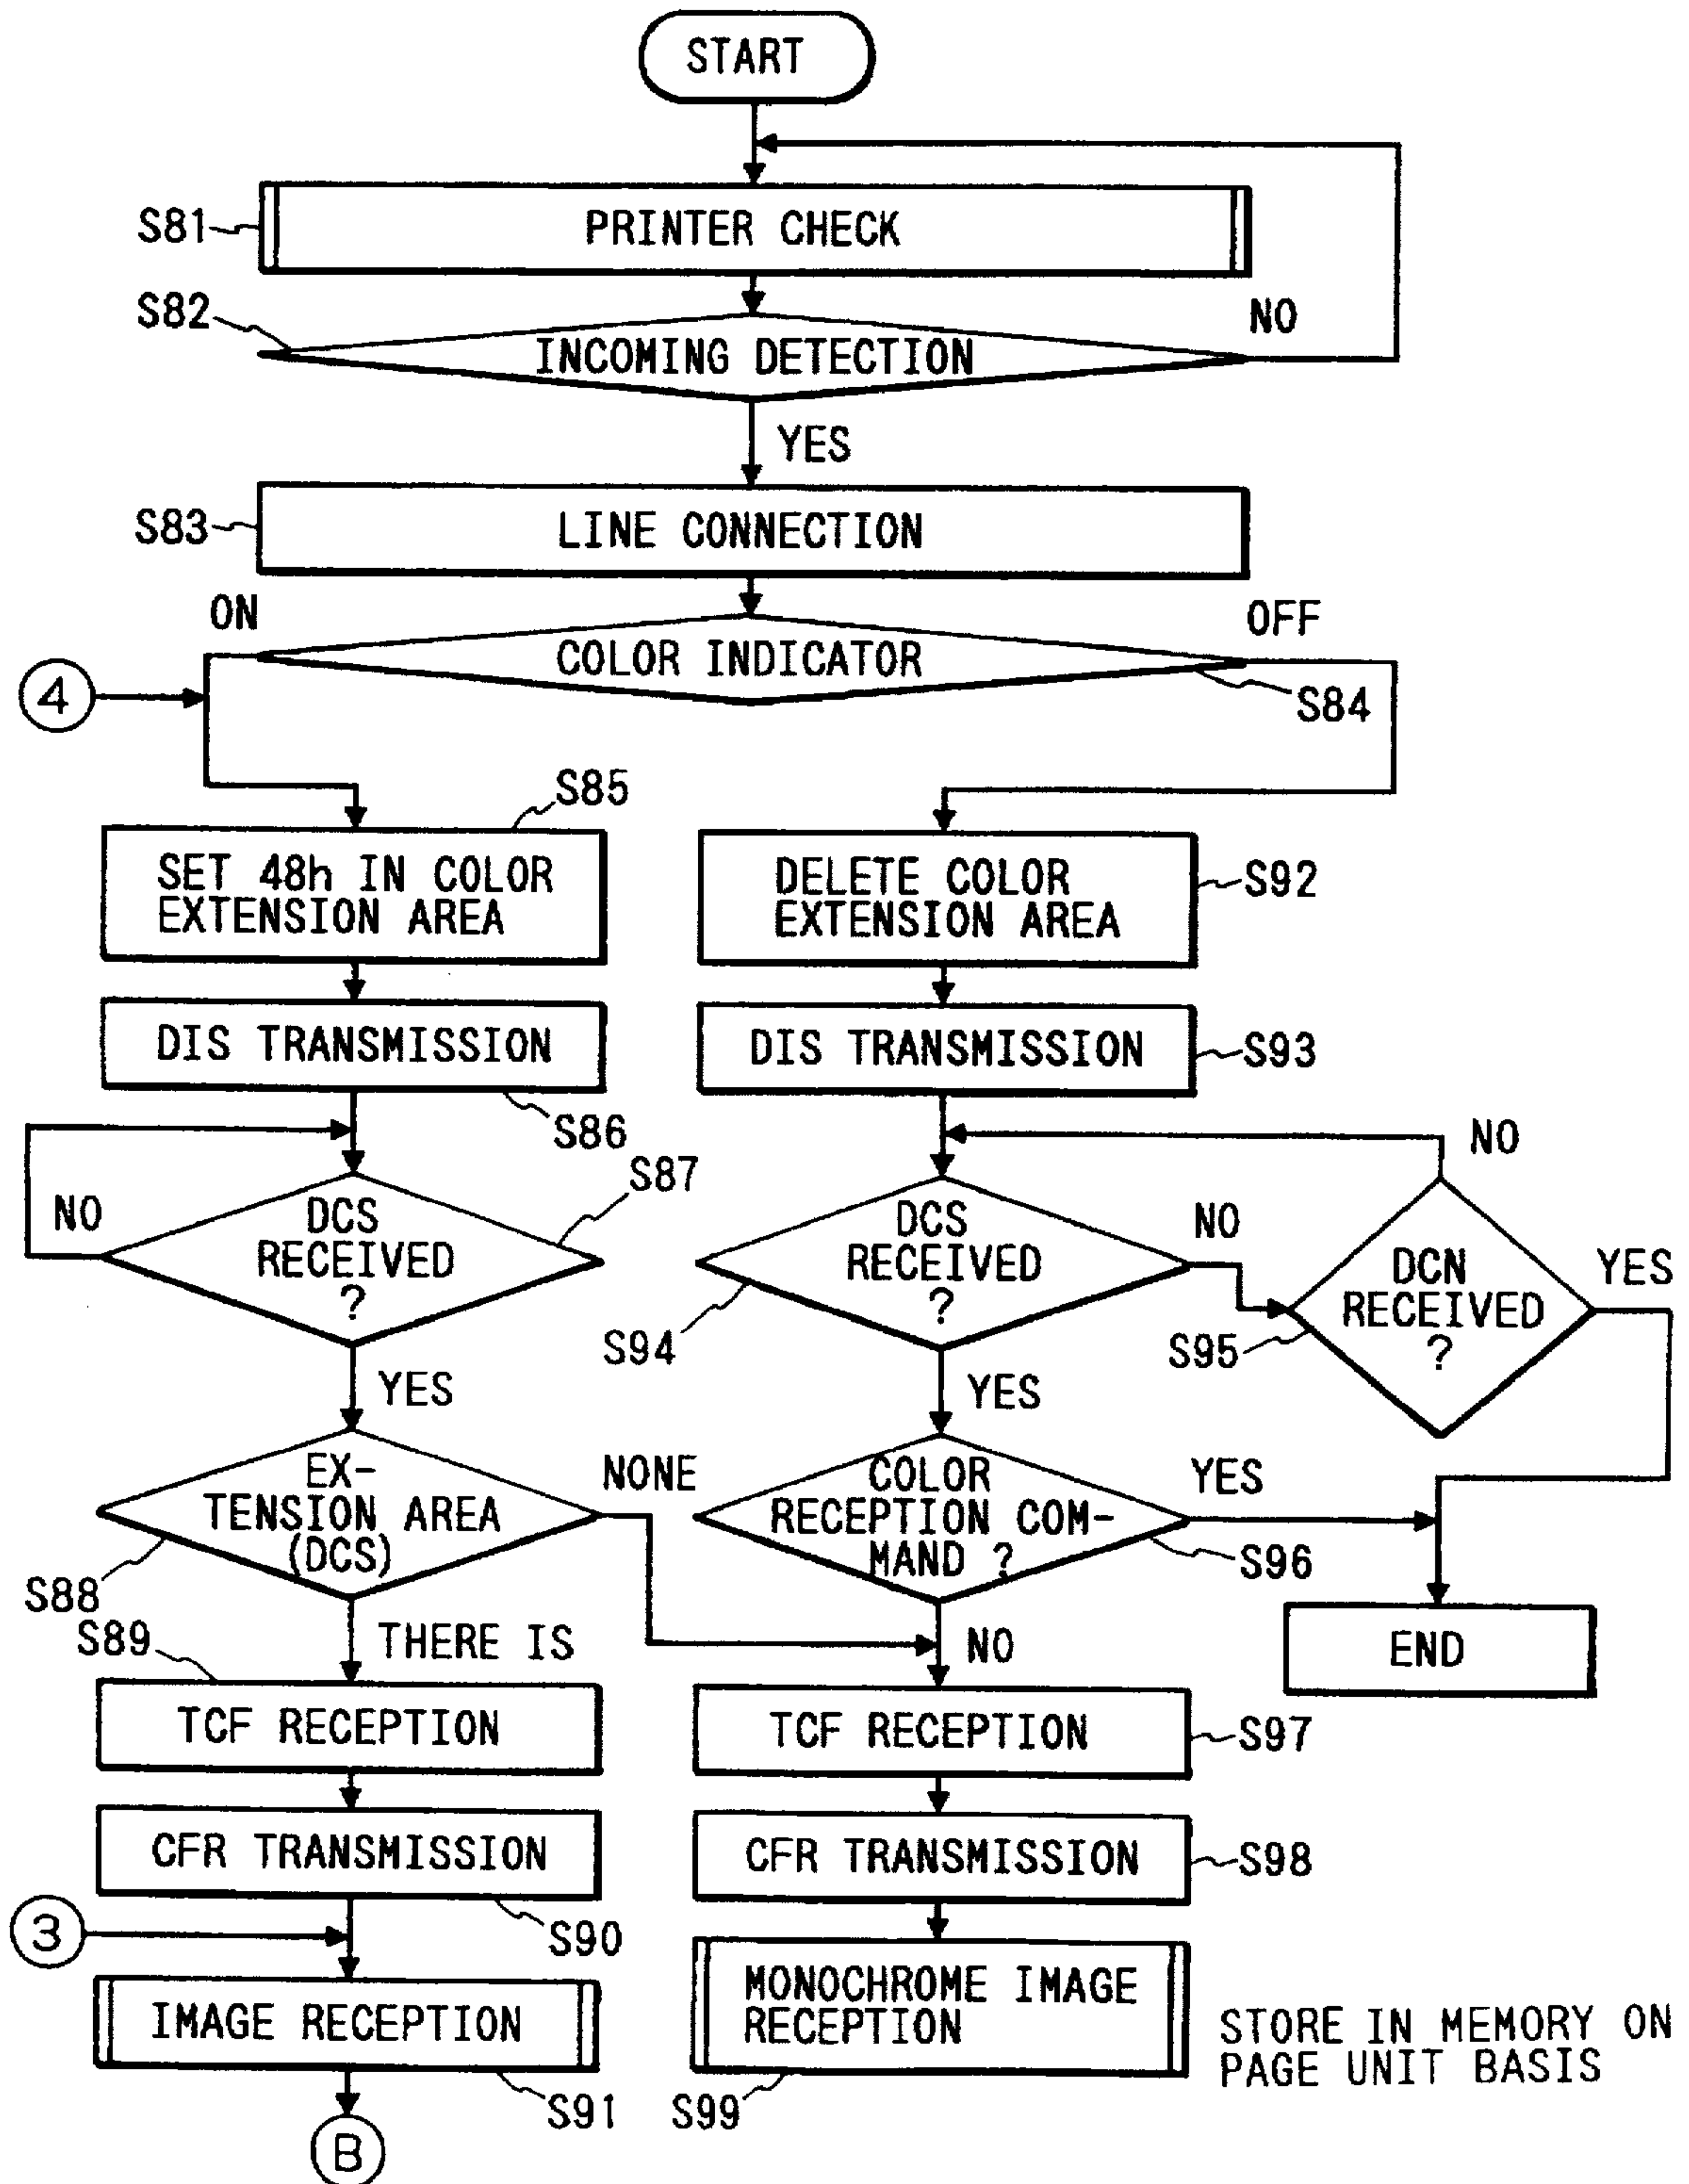 START
S81
PRINTER CHECK
S82
INCOMING DETECTION
NO
YES
S83
LINE CONNECTION
ON
COLOR INDICATOR
OFF
S84
4
S85
SET 48h IN COLOR
EXTENSION AREA
DELETE COLOR
EXTENSION AREA
S92
DIS TRANSMISSION
S86
DIS TRANSMISSION
S93
NO
DCS
RECEIVED
?
S87
YES
DCS
RECEIVED
?
S94
NO
YES
DCN
RECEIVED
?
S95
NO
YES
EX-
TENSION AREA
(DCS)
S88
NONE
THERE IS
COLOR
RECEPTION COM-
MAND ?
YES
S96
NO
END
S89
TCF RECEPTION
TCF RECEPTION
S97
CFR TRANSMISSION
S90
CFR TRANSMISSION
S98
3
IMAGE RECEPTION
S91
MONOCHROME IMAGE
RECEPTION
S99
STORE IN MEMORY ON
PAGE UNIT BASIS
B